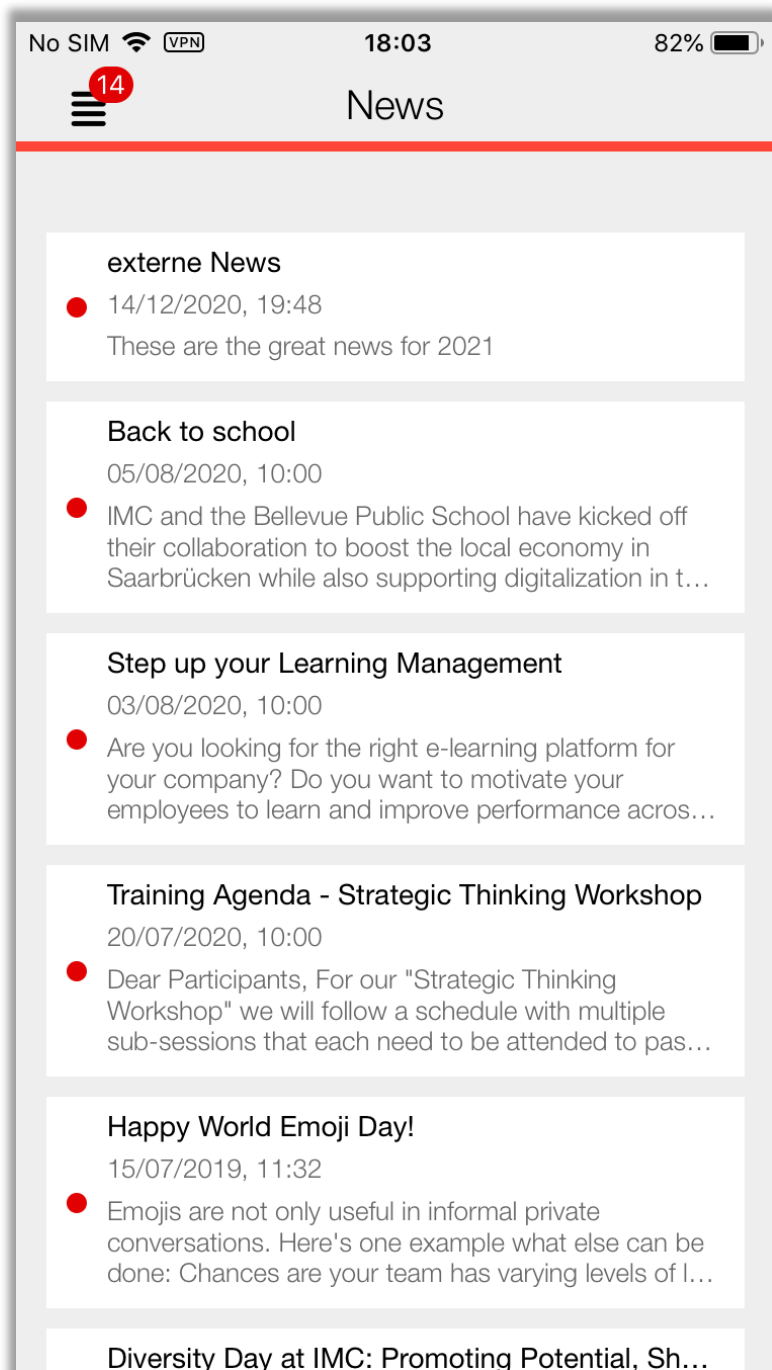 No SIM VPN 18:03 82%
14
News
externe News
14/12/2020, 19:48
These are the great news for 2021
Back to school
05/08/2020, 10:00
IMC and the Bellevue Public School have kicked off
their collaboration to boost the local economy in
Saarbrücken while also supporting digitalization in t...
Step up your Learning Management
03/08/2020, 10:00
Are you looking for the right e-learning platform for
your company? Do you want to motivate your
employees to learn and improve performance acros...
Training Agenda - Strategic Thinking Workshop
20/07/2020, 10:00
Dear Participants, For our "Strategic Thinking
Workshop" we will follow a schedule with multiple
sub-sessions that each need to be attended to pas...
Happy World Emoji Day!
15/07/2019, 11:32
Emojis are not only useful in informal private
conversations. Here's one example what else can be
done: Chances are your team has varying levels of l...
Diversity Day at IMC: Promoting Potential, Sh...